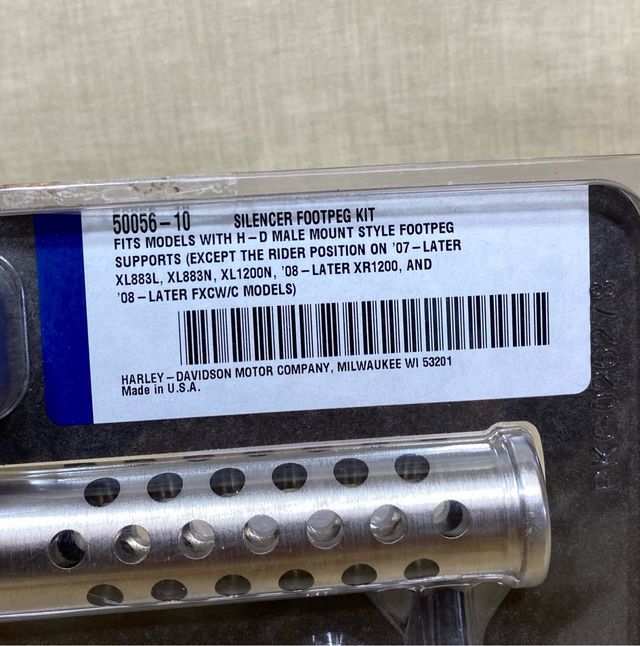 50056-10 SILENCER FOOTPEG KIT
FITS MODELS WITH H-D MALE MOUNT STYLE FOOTPEG
SUPPORTS (EXCEPT THE RIDER POSITION ON '07-LATER
XL883L, XL883N, XL1200N, '08-LATER XR1200, AND
'08-LATER FXCW/C MODELS)
HARLEY-DAVIDSON MOTOR COMPANY, MILWAUKEE WI 53201
Made in U.S.A.